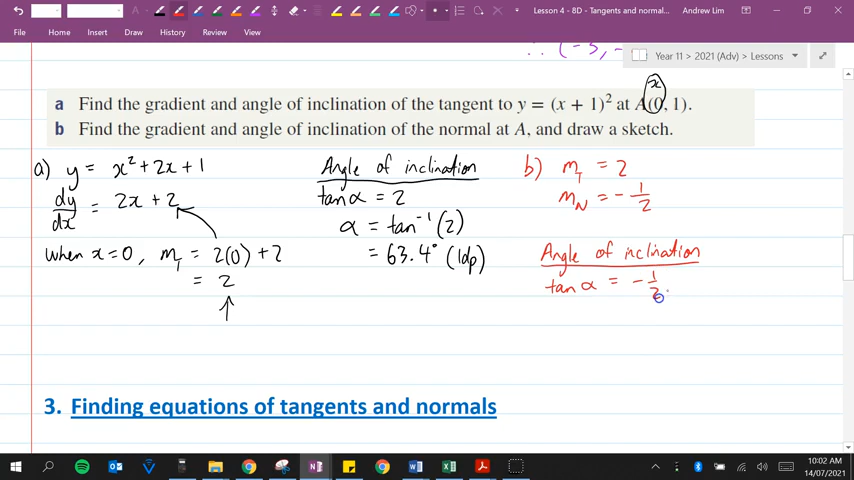 Lesson 4 - 8D - Tangents and normal...
Andrew Lim
File Home Insert Draw History Review View
Year 11 > 2021 (Adv) > Lessons
∴ (-3, -
x
a Find the gradient and angle of inclination of the tangent to y = (x + 1)² at A(0, 1).
b Find the gradient and angle of inclination of the normal at A, and draw a sketch.
a) y = x² + 2x + 1
dy/dx = 2x + 2
when x = 0, m_T = 2(0) + 2
= 2
↑
Angle of inclination
tan α = 2
α = tan⁻¹(2)
= 63.4° (1dp)
b) m_T = 2
m_N = -1/2
Angle of inclination
tan α = -1/2
3. Finding equations of tangents and normals
10:02 AM
14/07/2021